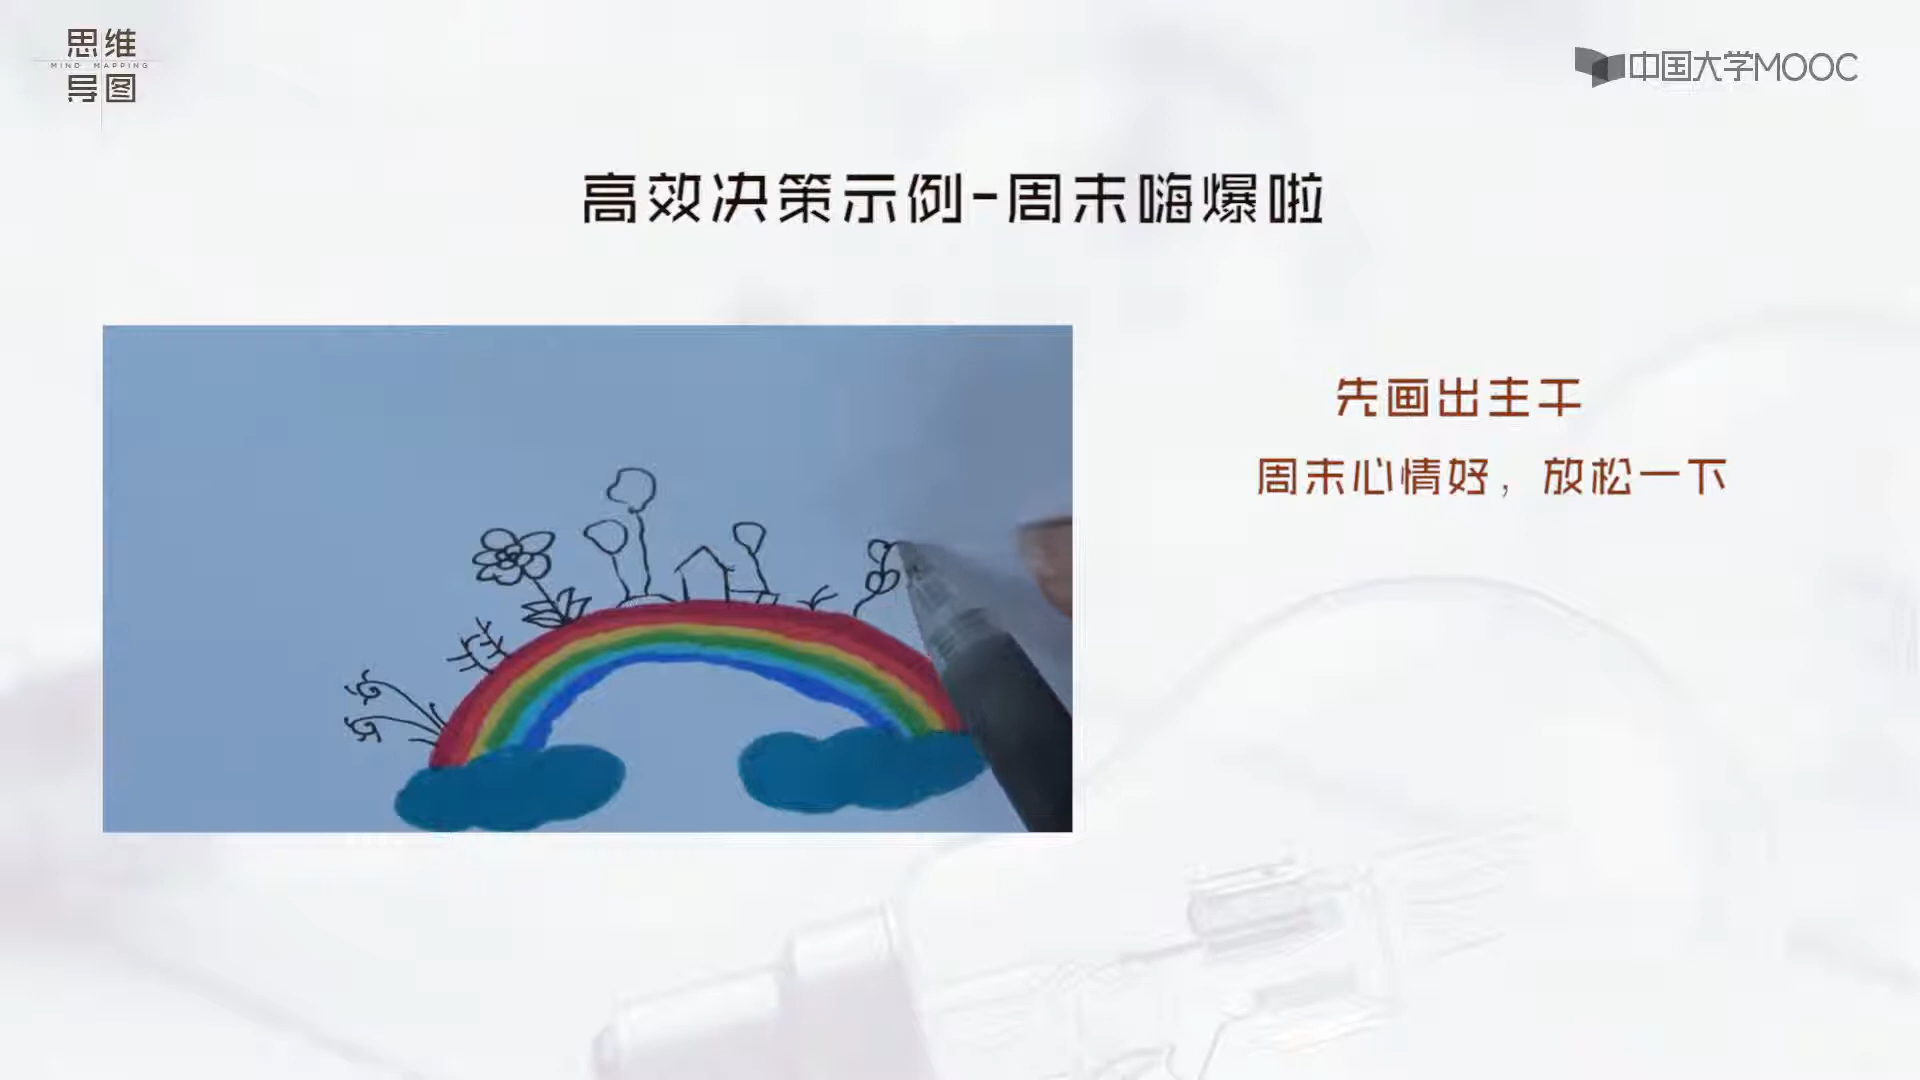 思维
MIND MAPPING
导图
中国大学MOOC
高效决策示例-周末嗨爆啦
先画出主干
周末心情好，放松一下